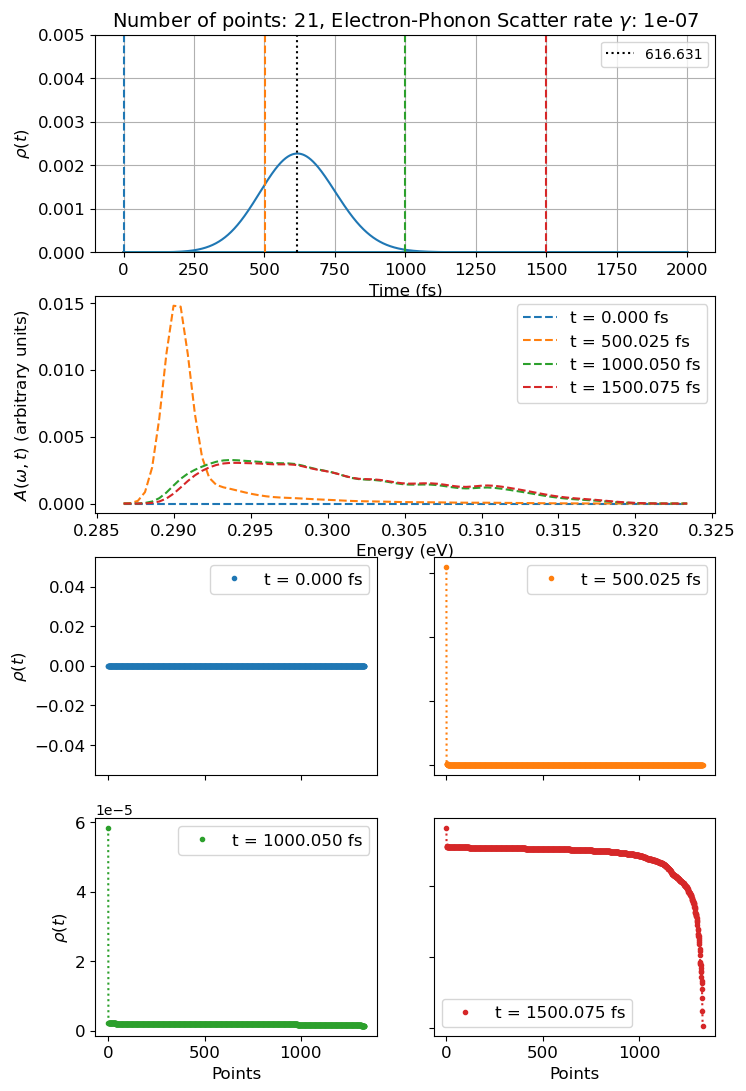 Number of points: 21, Electron-Phonon Scatter rate γ: 1e-07
0.005
0.004
0.003
0.002
0.001
0.000
ρ(t)
616.631
0 250 500 750 1000 1250 1500 1750 2000
Time (fs)
0.015
0.010
0.005
0.000
A(ω, t) (arbitrary units)
t = 0.000 fs
t = 500.025 fs
t = 1000.050 fs
t = 1500.075 fs
0.285 0.290 0.295 0.300 0.305 0.310 0.315 0.320 0.325
Energy (eV)
0.04
0.02
0.00
−0.02
−0.04
ρ(t)
t = 0.000 fs
t = 500.025 fs
1e−5
6
4
2
0
ρ(t)
t = 1000.050 fs
0 500 1000
Points
t = 1500.075 fs
0 500 1000
Points